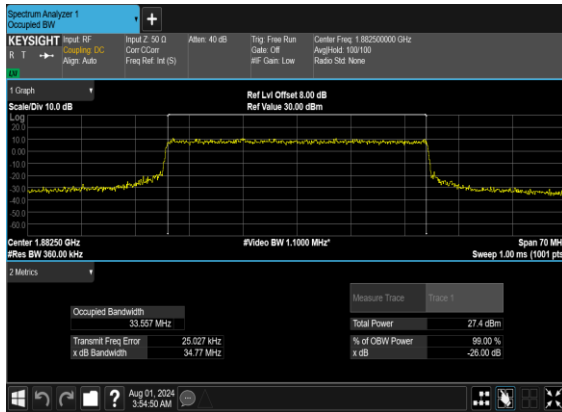 Spectrum Analyzer 1
Occupied BW
KEYSIGHT
R T
Input: RF
Coupling: DC
Align: Auto
Input Z: 50 Ω
Corr CCorr
Freq Ref: Int (S)
Atten: 40 dB
Trig: Free Run
Gate: Off
#IF Gain: Low
Center Freq: 1.882500000 GHz
Avg|Hold: 100/100
Radio Std: None
1 Graph
Scale/Div 10.0 dB
Ref Lvl Offset 8.00 dB
Ref Value 30.00 dBm
Log
20.0
10.0
0.00
-10.0
-20.0
-30.0
-40.0
-50.0
-60.0
Center 1.88250 GHz
#Res BW 360.00 kHz
#Video BW 1.1000 MHz*
Span 70 MH
Sweep 1.00 ms (1001 pts
2 Metrics
Measure Trace
Trace 1
Occupied Bandwidth
33.557 MHz
Total Power
27.4 dBm
Transmit Freq Error
25.027 kHz
% of OBW Power
99.00 %
x dB Bandwidth
34.77 MHz
x dB
-26.00 dB
Aug 01, 2024
3:54:50 AM